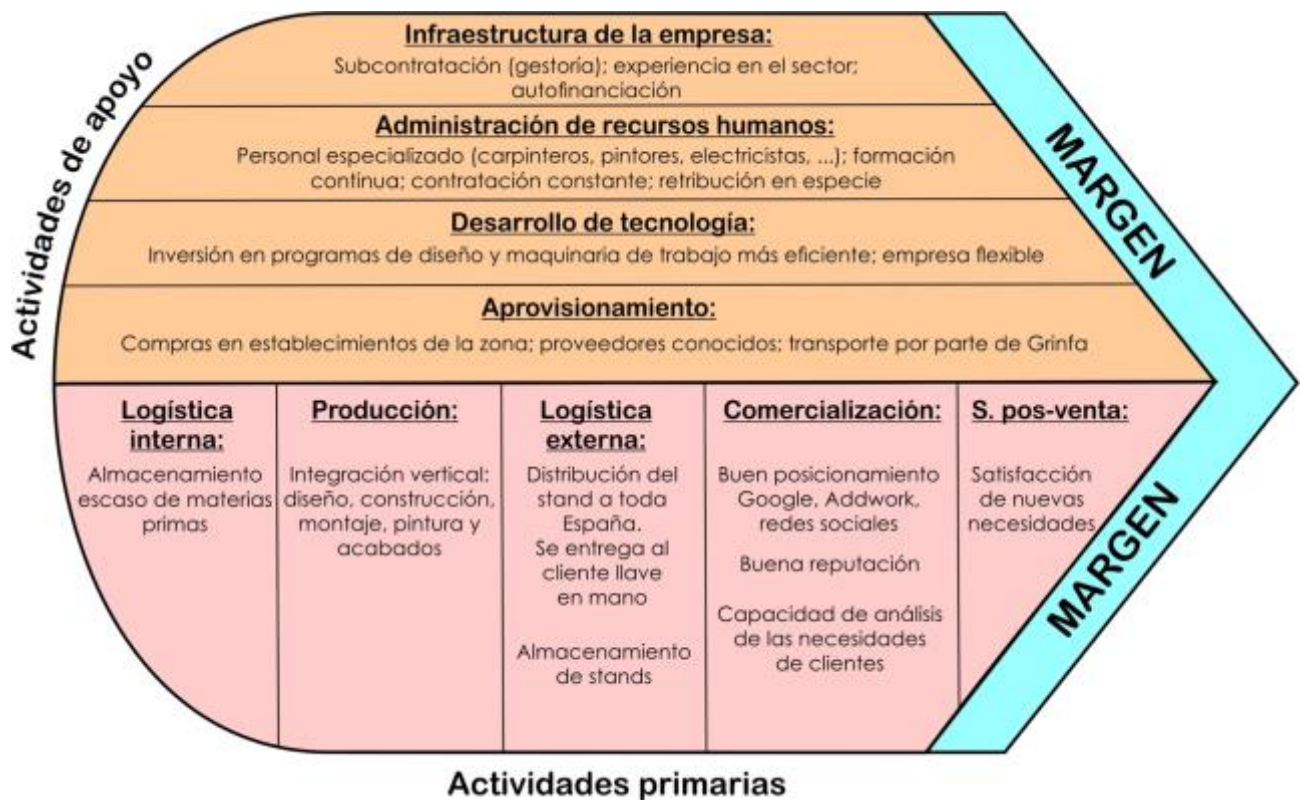 Actividades de apoyo
Infraestructura de la empresa:
Subcontratación (gestoría); experiencia en el sector;
autofinanciación
Administración de recursos humanos:
Personal especializado (carpinteros, pintores, electricistas, ...); formación
continua; contratación constante; retribución en especie
Desarrollo de tecnología:
Inversión en programas de diseño y maquinaria de trabajo más eficiente; empresa flexible
Aprovisionamiento:
Compras en establecimientos de la zona; proveedores conocidos; transporte por parte de Grinfa
MARGEN
Logística
interna:
Almacenamiento
escaso de materias
primas
Producción:
Integración vertical:
diseño, construcción,
montaje, pintura y
acabados
Logística
externa:
Distribución del
stand a toda
España.
Se entrega al
cliente llave
en mano
Almacenamiento
de stands
Comercialización:
Buen posicionamiento
Google, Addwork,
redes sociales
Buena reputación
Capacidad de análisis
de las necesidades
de clientes
S. pos-venta:
Satisfacción
de nuevas
necesidades
MARGEN
Actividades primarias